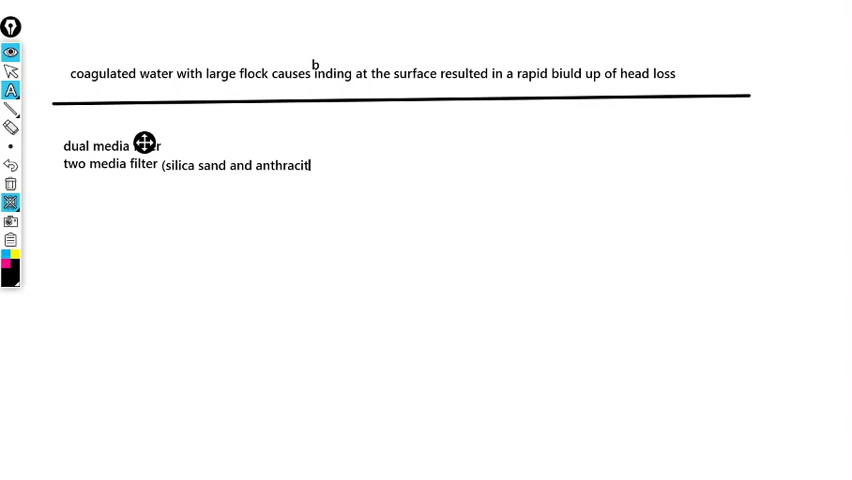 coagulated water with large flock causes binding at the surface resulted in a rapid biuld up of head loss
dual media
two media filter (silica sand and anthracit